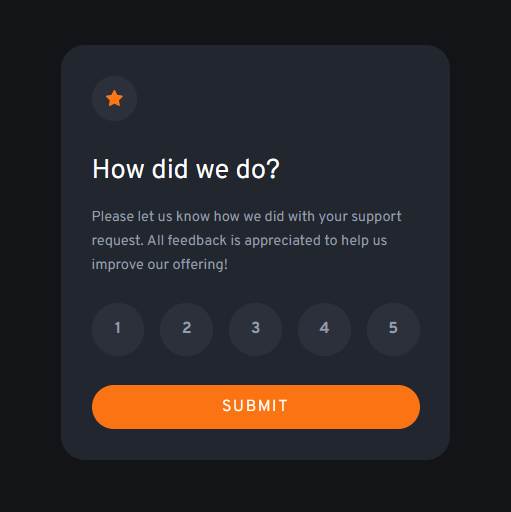 How did we do?
Please let us know how we did with your support
request. All feedback is appreciated to help us
improve our offering!
1 2 3 4 5
SUBMIT